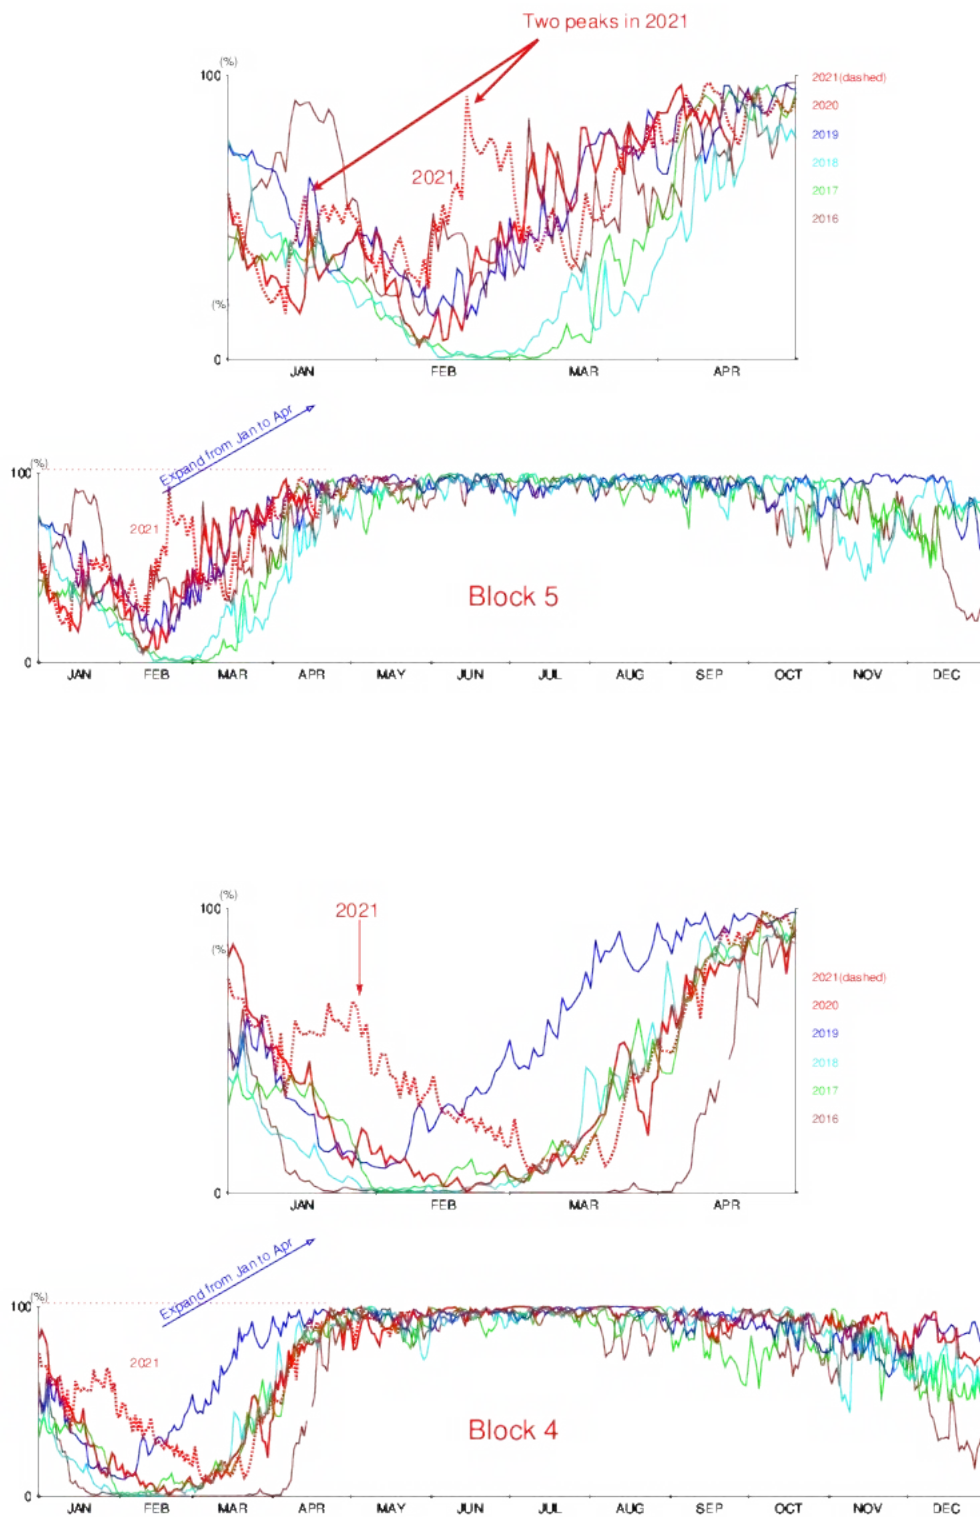 Two peaks in 2021
(%)
100
2021(dashed)
2020
2019
2018
2017
2016
2021
(%)
0
JAN FEB MAR APR
Expand from Jan to Apr
(%)
100
2021
Block 5
0
JAN FEB MAR APR MAY JUN JUL AUG SEP OCT NOV DEC
(%)
100
2021
(%)
2021(dashed)
2020
2019
2018
2017
2016
0
JAN FEB MAR APR
Expand from Jan to Apr
(%)
100
2021
Block 4
0
JAN FEB MAR APR MAY JUN JUL AUG SEP OCT NOV DEC